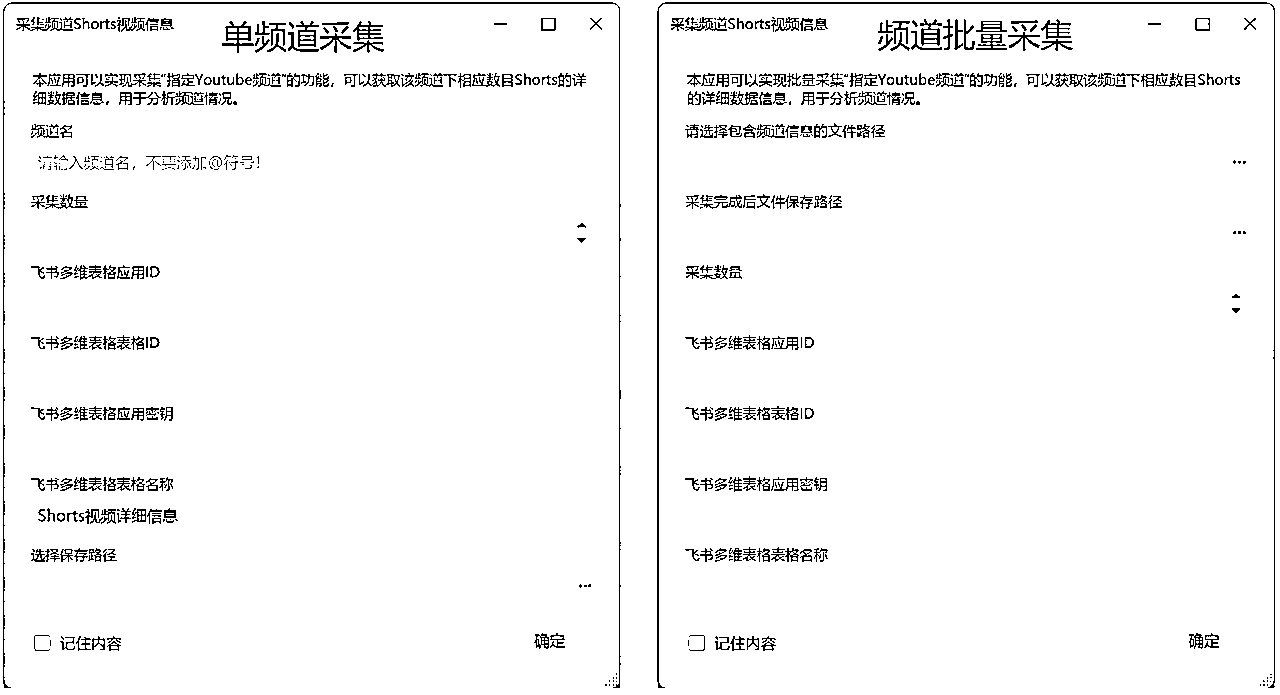 采集频道Shorts视频信息
单频道采集
本应用可以实现采集“指定Youtube频道”的功能，可以获取该频道下相应数目Shorts的详
细数据信息，用于分析频道情况。
频道名
请输入频道名，不要添加@符号！
采集数量
飞书多维表格应用ID
飞书多维表格表格ID
飞书多维表格应用密钥
飞书多维表格表格名称
Shorts视频详细信息
选择保存路径
...
记住内容
确定
采集频道Shorts视频信息
频道批量采集
本应用可以实现批量采集“指定Youtube频道”的功能，可以获取该频道下相应数目Shorts
的详细数据信息，用于分析频道情况。
请选择包含频道信息的文件路径
...
采集完成后文件保存路径
...
采集数量
飞书多维表格应用ID
飞书多维表格表格ID
飞书多维表格应用密钥
飞书多维表格表格名称
记住内容
确定